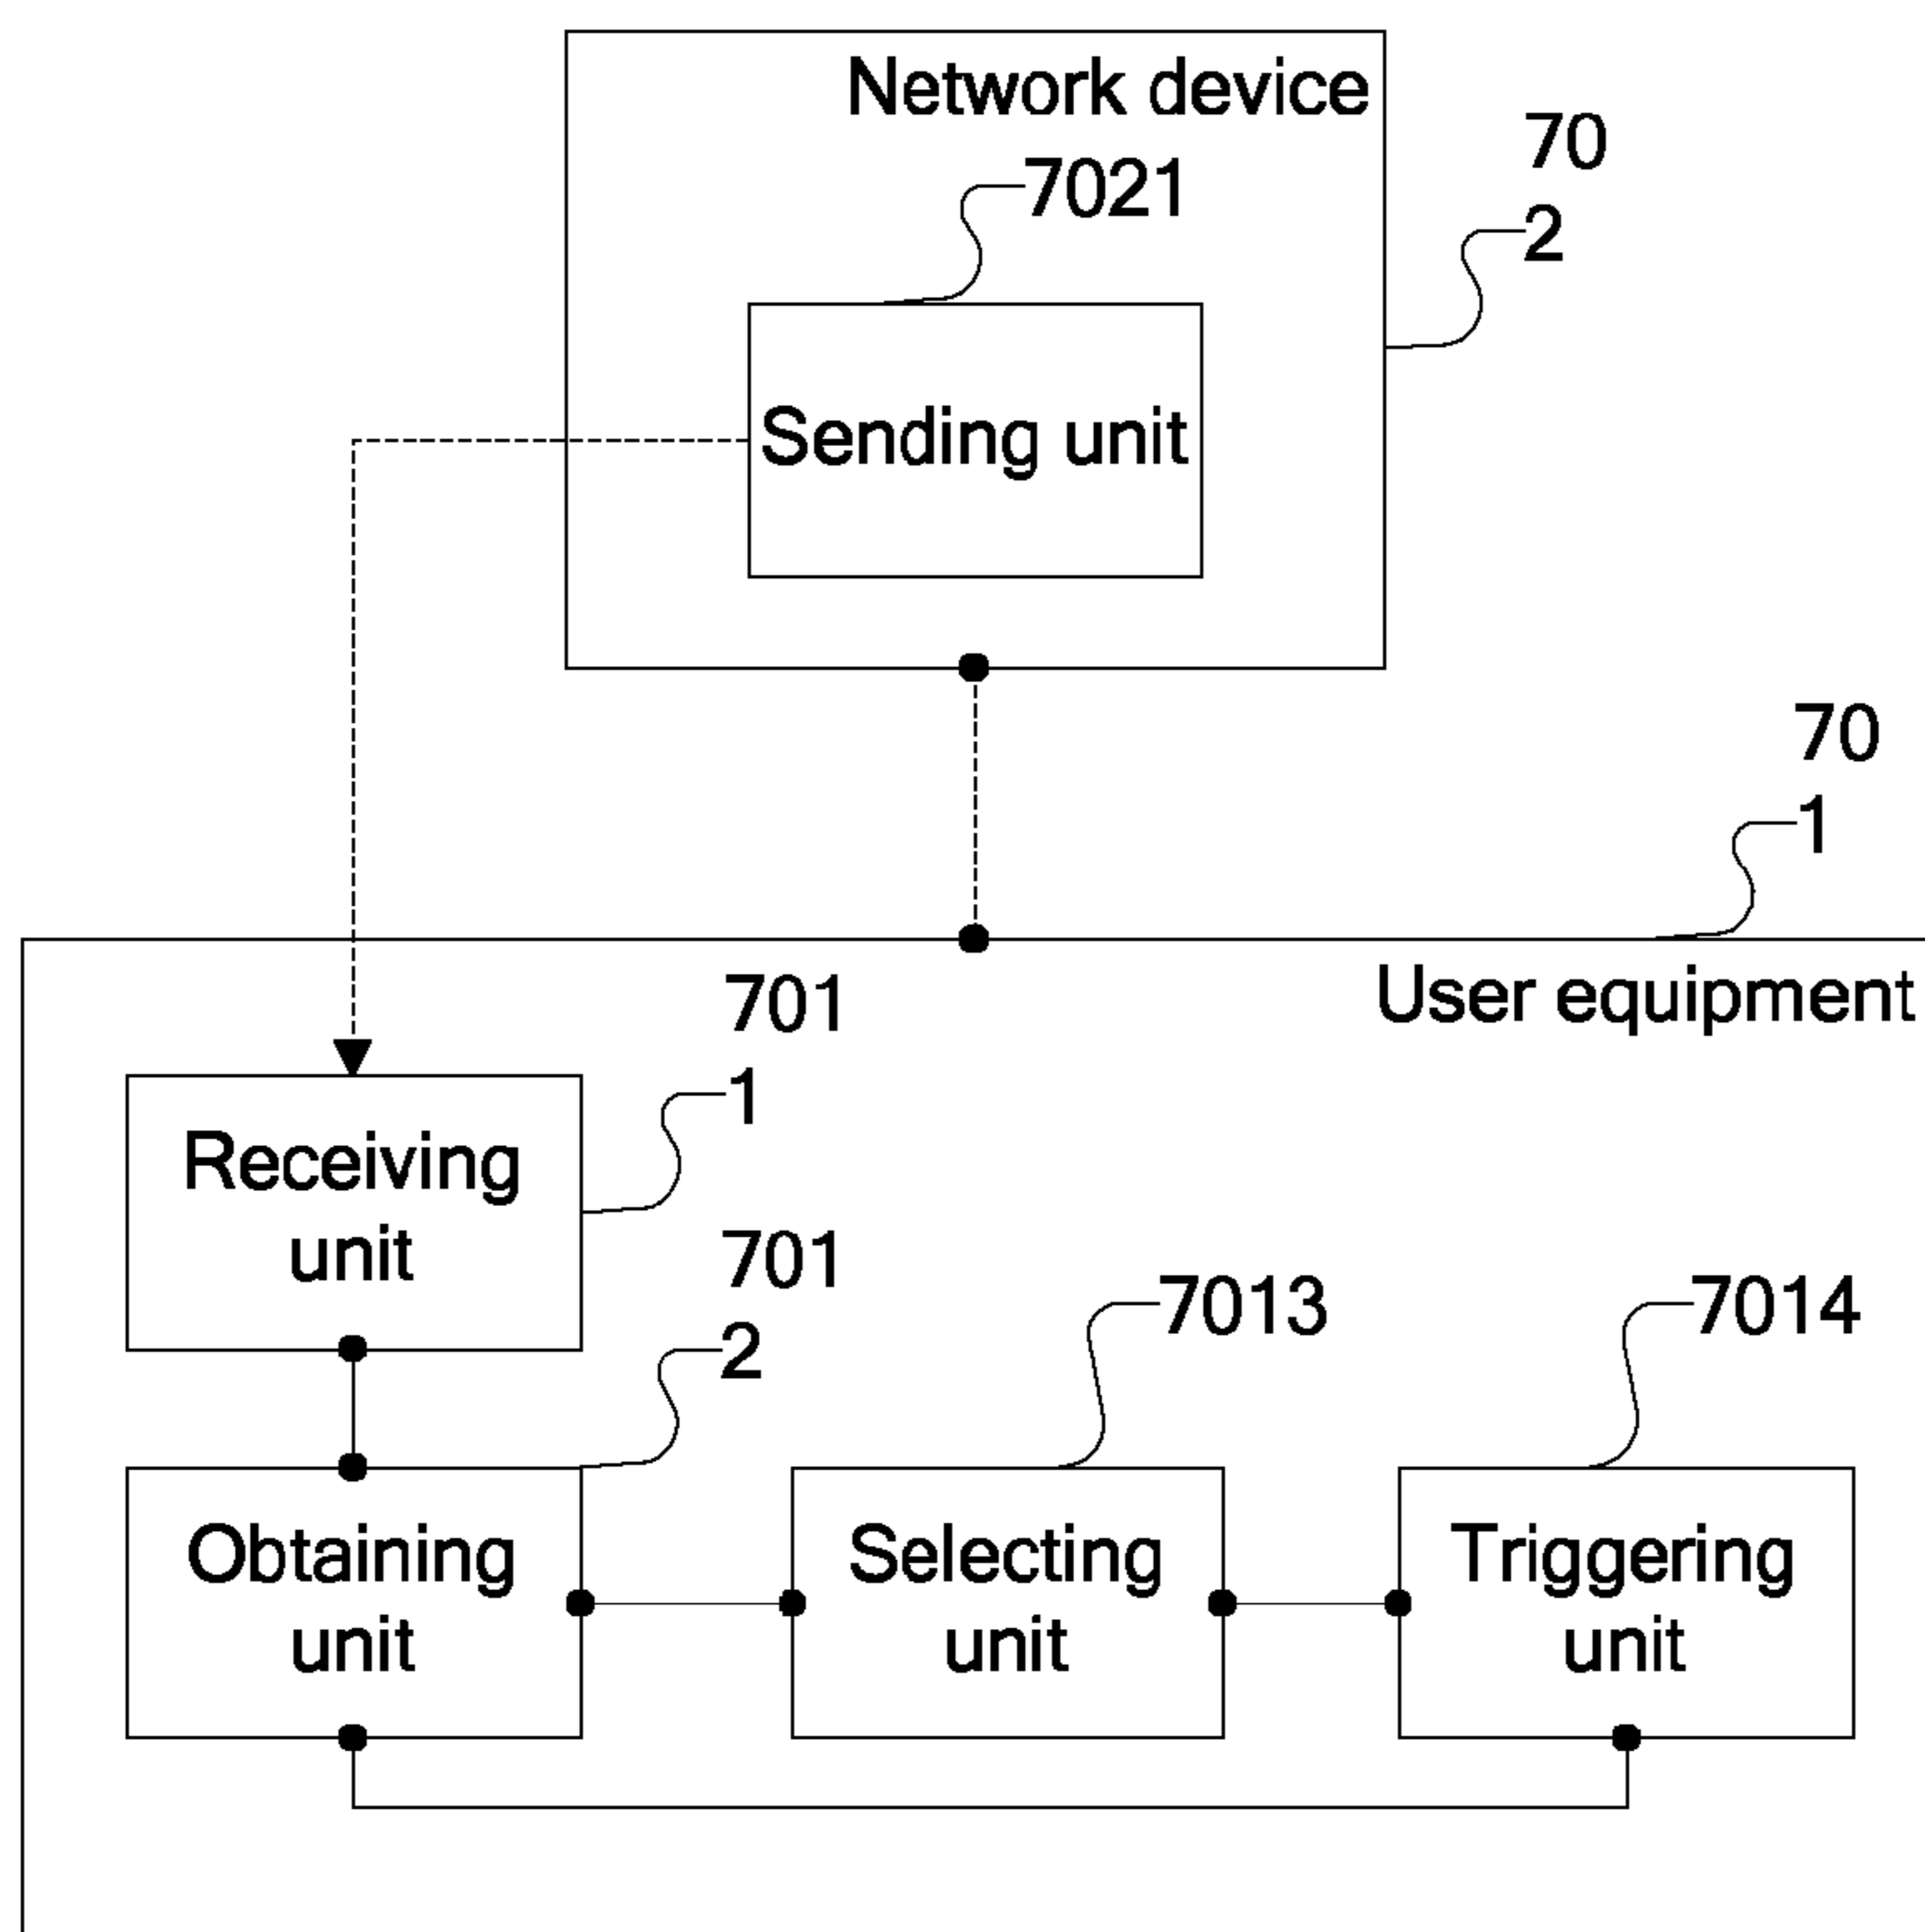 Network device
70
2
7021
Sending unit
70
1
User equipment
701
1
Receiving
unit
701
2
7013
7014
Obtaining
unit
Selecting
unit
Triggering
unit